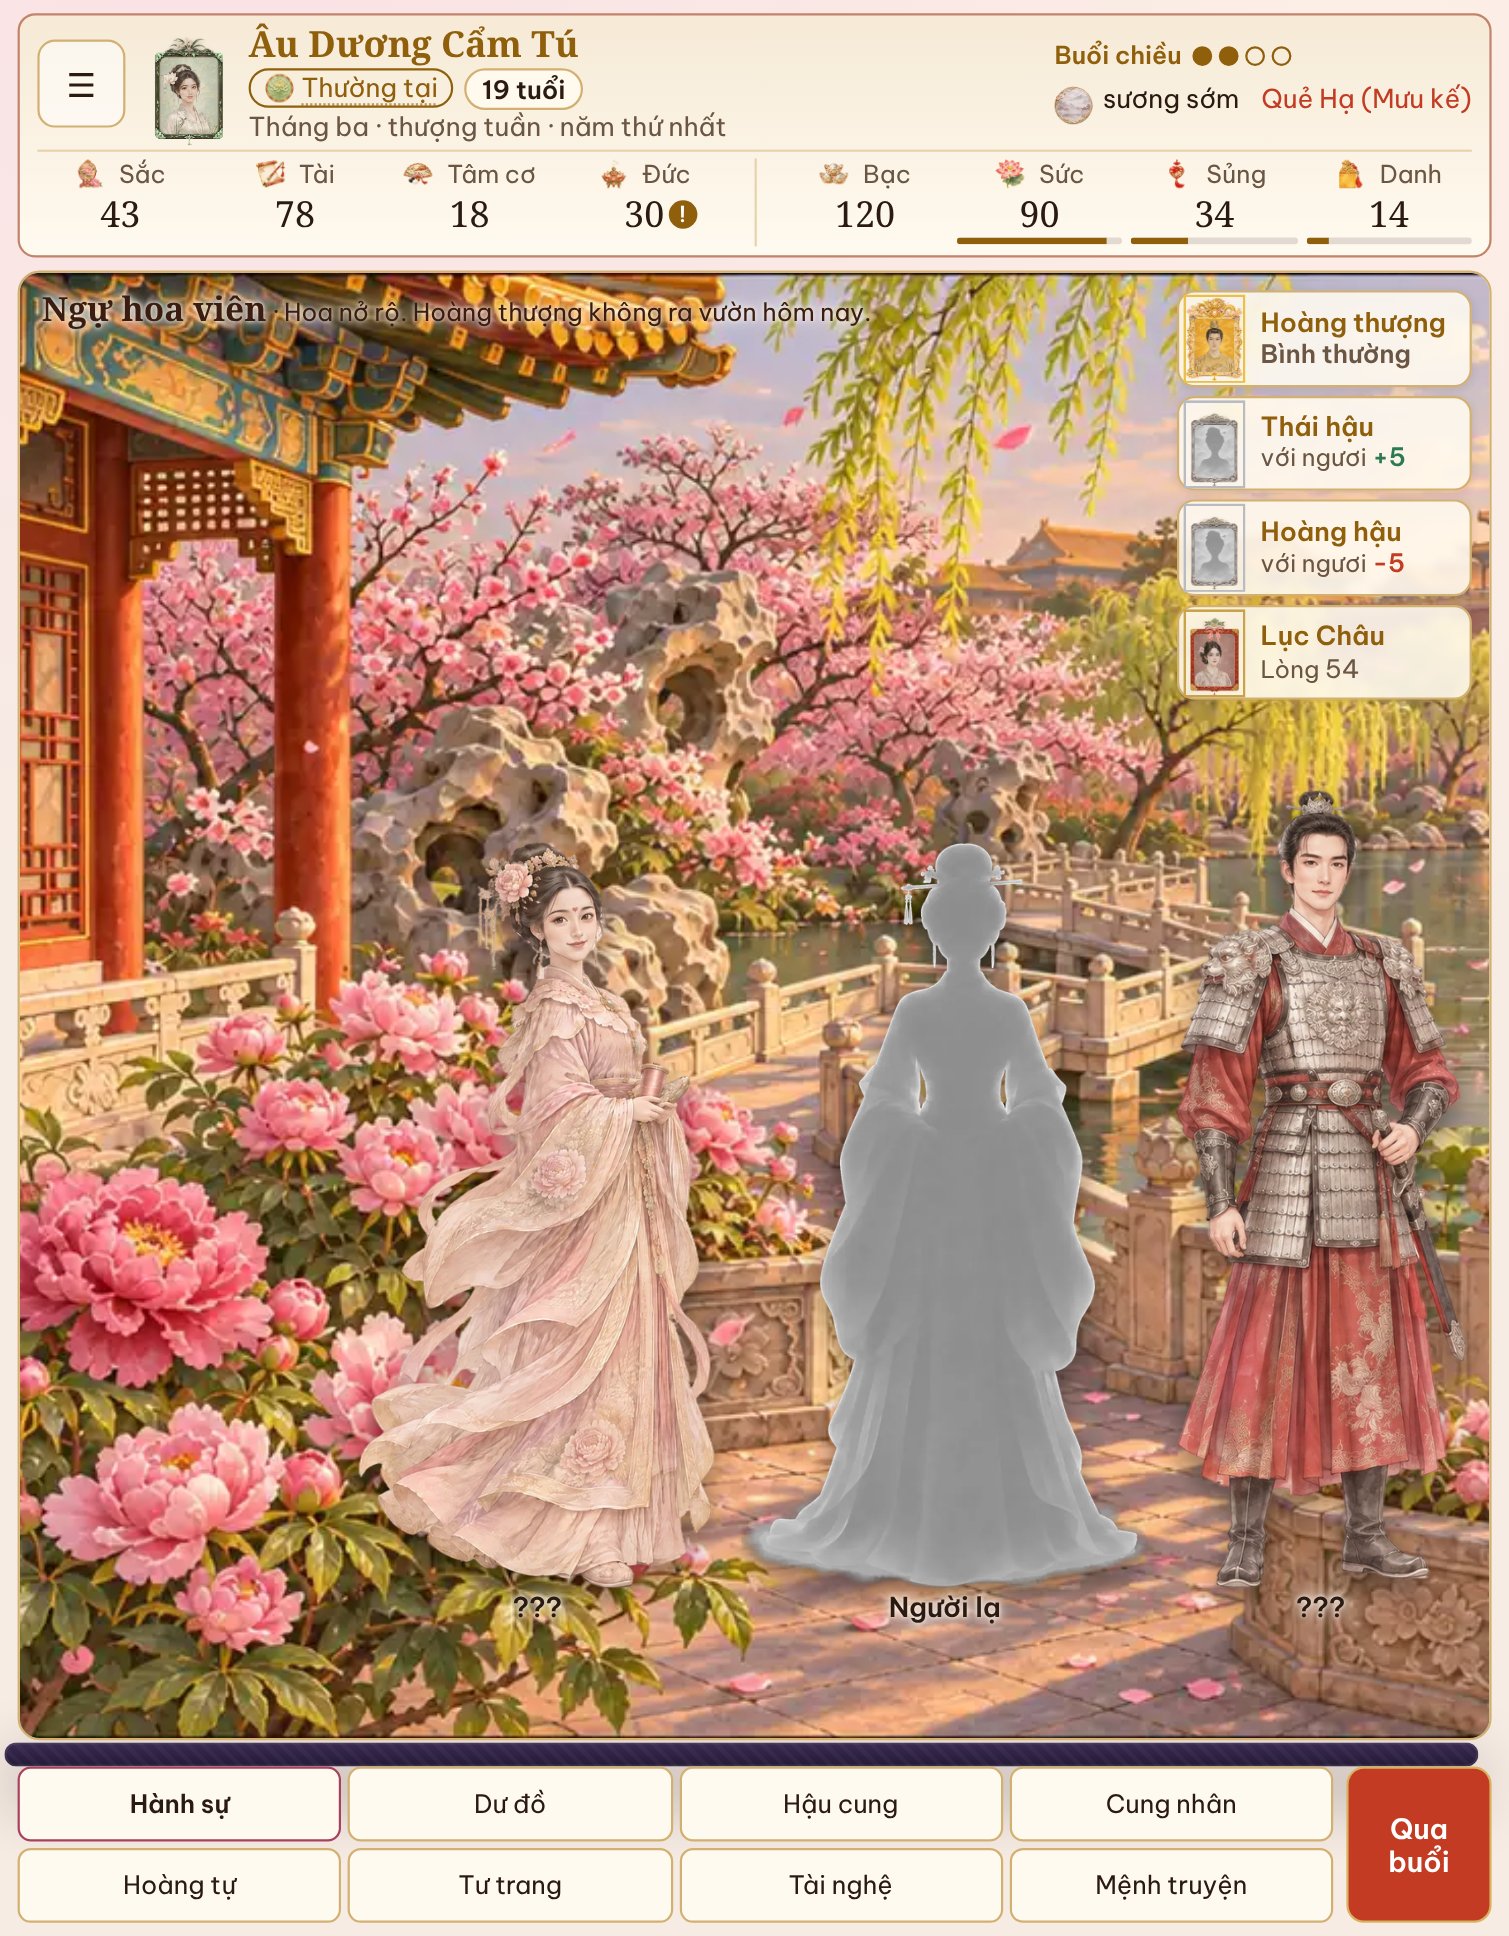 ☰
Âu Dương Cẩm Tú
Thường tại
19 tuổi
Tháng ba · thượng tuần · năm thứ nhất
Buổi chiều
sương sớm Quẻ Hạ (Mưu kế)
Sắc Tài Tâm cơ Đức Bạc Sức Sủng Danh
43 78 18 30 ! 120 90 34 14
Ngự hoa viên · Hoa nở rộ. Hoàng thượng không ra vườn hôm nay.
Hoàng thượng
Bình thường
Thái hậu
với ngươi +5
Hoàng hậu
với ngươi -5
Lục Châu
Lòng 54
??? Người lạ ???
Hành sự Dư đồ Hậu cung Cung nhân
Hoàng tự Tư trang Tài nghệ Mệnh truyện
Qua
buổi